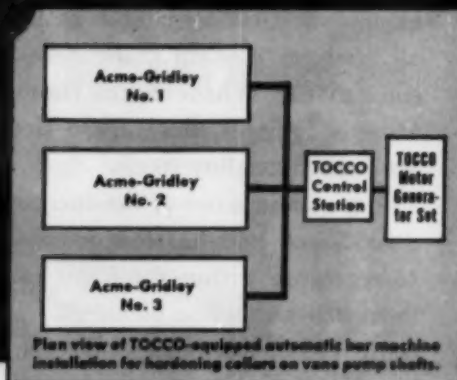 Acme-Gridley
No. 1
Acme-Gridley
No. 2
Acme-Gridley
No. 3
TOCCO
Control
Station
TOCCO
Motor
Genera-
tor Set
Plan view of TOCCO-equipped automatic bar machine
installation for hardening collars on vane pump shafts.